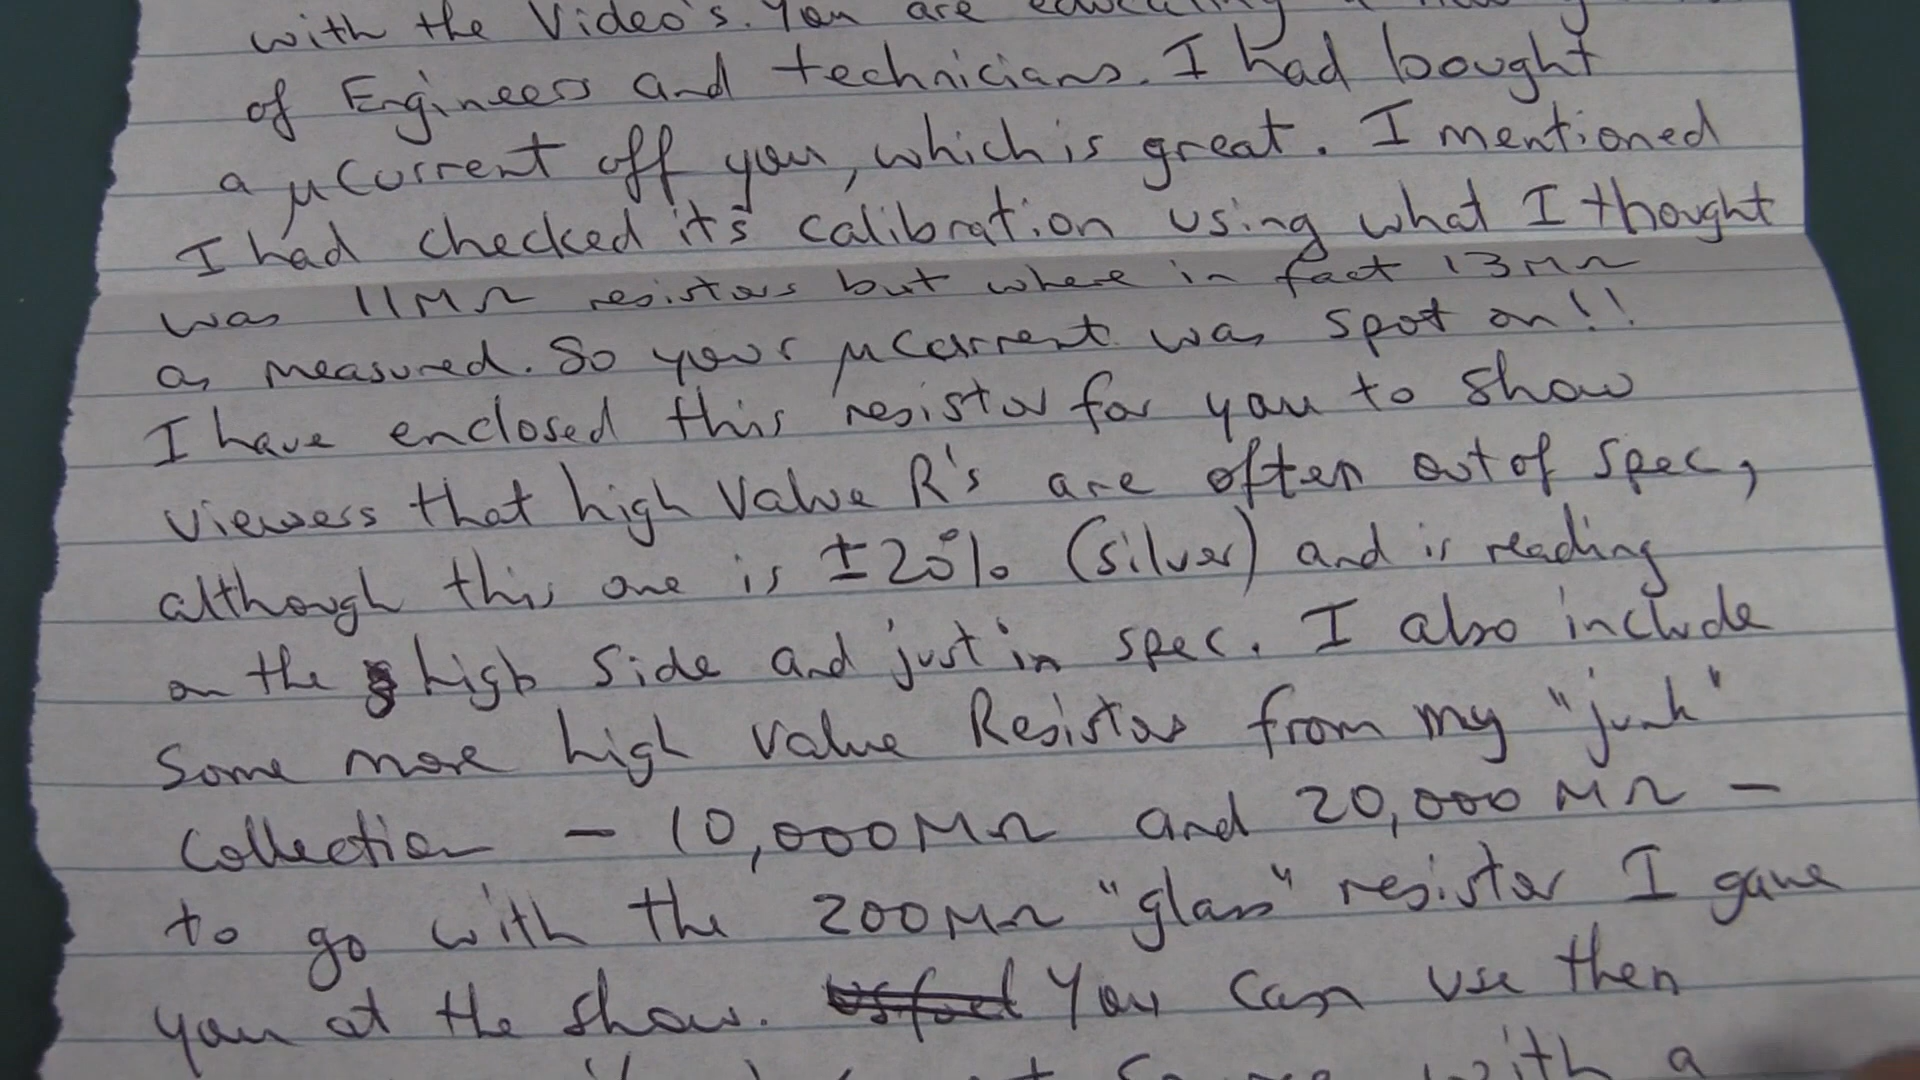 with the Video's. You are educating a new
of Engineers and technicians. I had bought
a μCurrent off you, which is great. I mentioned
I had checked it's calibration using what I thought
was 11MΩ resistors but where in fact 13MΩ
as measured. So your μCurrent was spot on!!
I have enclosed this resistor for you to show
viewers that high Value R's are often out of spec,
although this one is ±20% (silver) and is reading
on the high side and just in spec. I also include
some more high value Resistors from my "junk"
Collection - 10,000MΩ and 20,000MΩ -
to go with the 200MΩ "glass" resistor I gave
you at the show. You can use then
with a